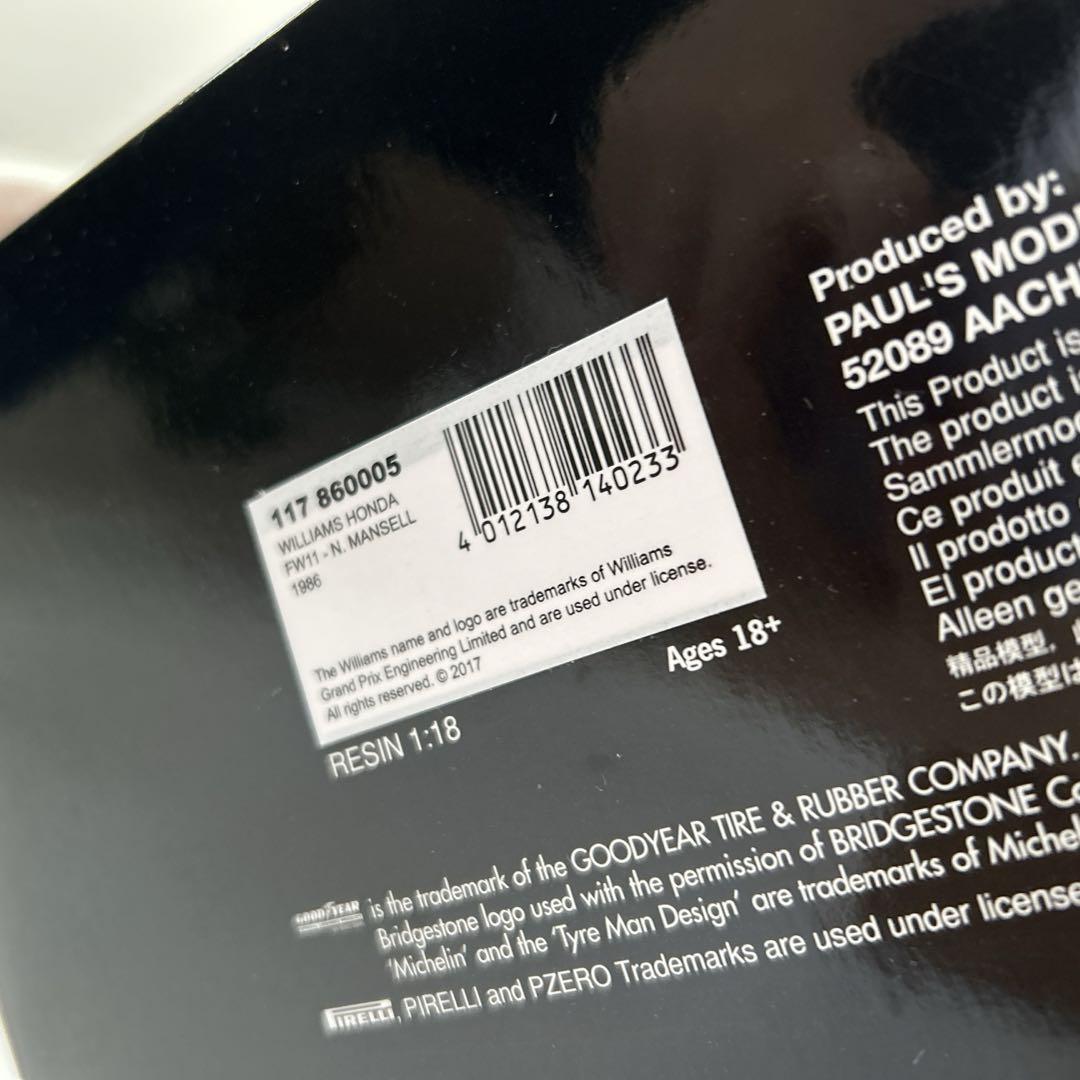 117 860005
WILLIAMS HONDA
FW11 - N. MANSELL
1986
4 012138 140233
The Williams name and logo are trademarks of Williams
Grand Prix Engineering Limited and are used under license.
All rights reserved. © 2017
RESIN 1:18
Ages 18+
Produced by:
PAUL'S MOD
52089 AACH
This Product is
The product i
Sammlermo
Ce produit e
Il prodotto
El product
Alleen ge
精品模型,
この模型は
GOODYEAR is the trademark of the GOODYEAR TIRE & RUBBER COMPANY.
Bridgestone logo used with the permission of BRIDGESTONE Co
'Michelin' and the 'Tyre Man Design' are trademarks of Michel
PIRELLI, PIRELLI and PZERO Trademarks are used under license